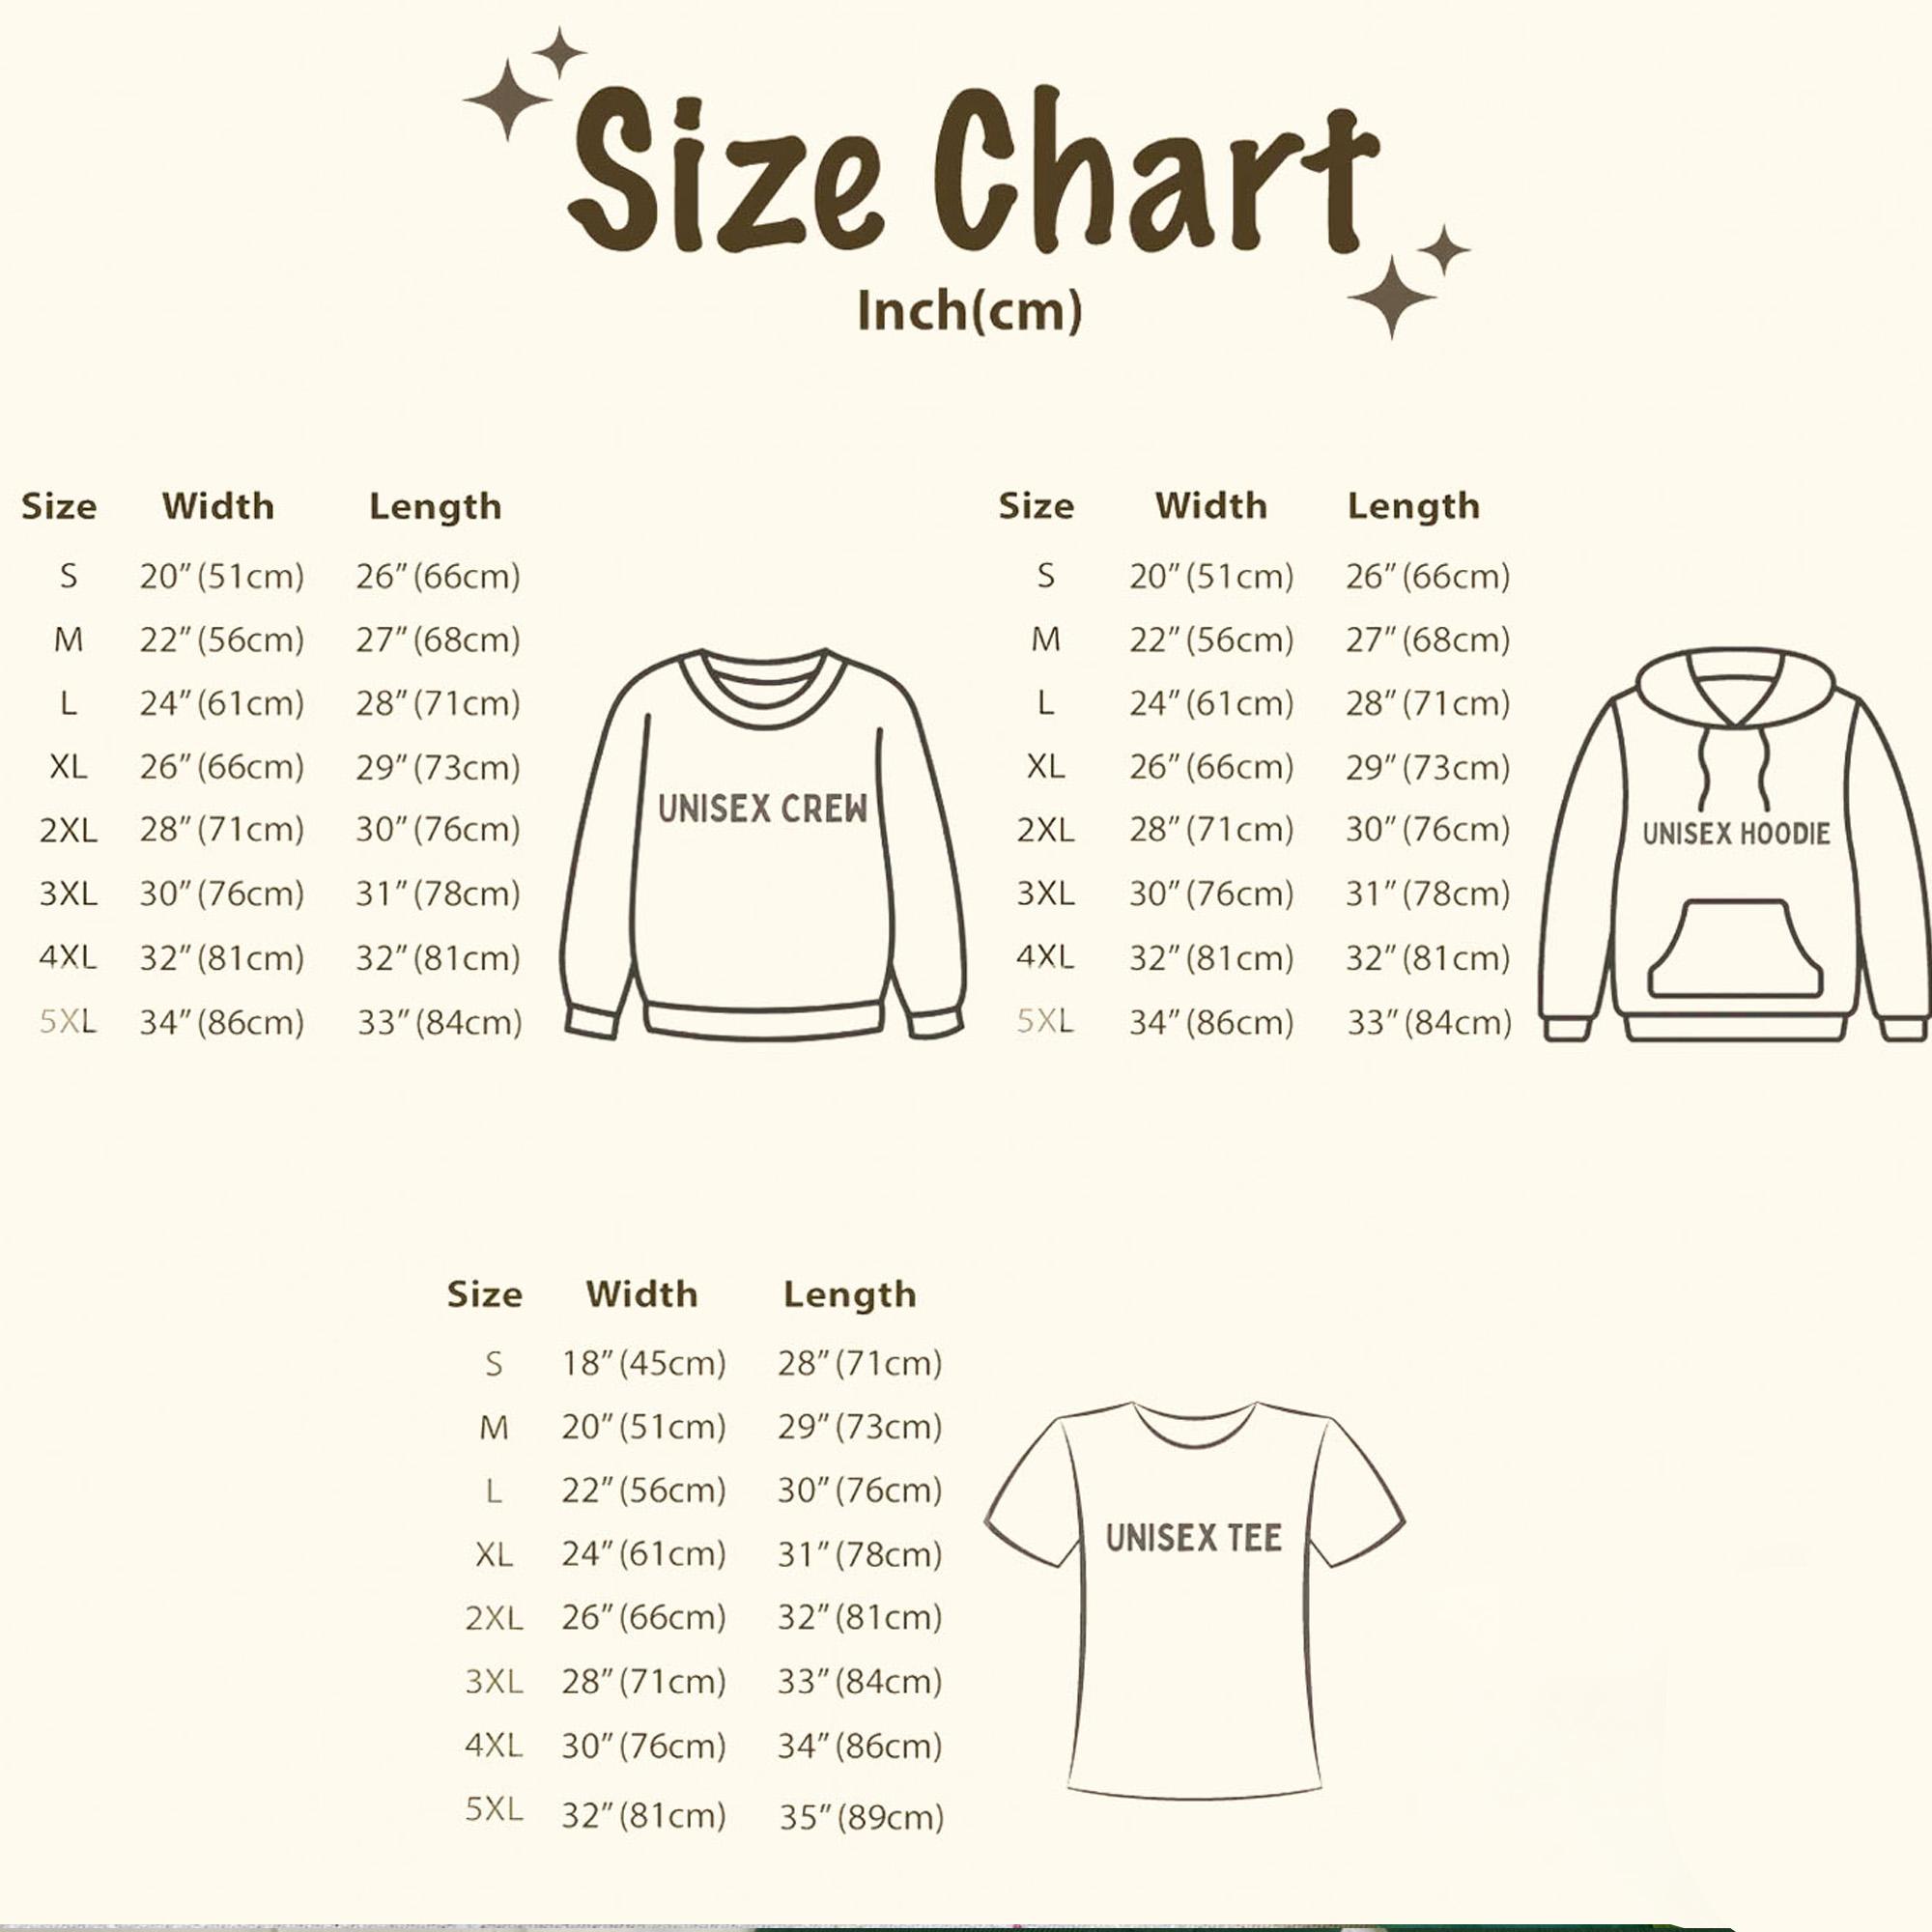 Size Chart
Inch(cm)
Size Width Length
S 20"(51cm) 26"(66cm)
M 22"(56cm) 27"(68cm)
L 24"(61cm) 28"(71cm)
XL 26"(66cm) 29"(73cm)
2XL 28"(71cm) 30"(76cm)
3XL 30"(76cm) 31"(78cm)
4XL 32"(81cm) 32"(81cm)
5XL 34"(86cm) 33"(84cm)
UNISEX CREW
Size Width Length
S 20"(51cm) 26"(66cm)
M 22"(56cm) 27"(68cm)
L 24"(61cm) 28"(71cm)
XL 26"(66cm) 29"(73cm)
2XL 28"(71cm) 30"(76cm)
3XL 30"(76cm) 31"(78cm)
4XL 32"(81cm) 32"(81cm)
5XL 34"(86cm) 33"(84cm)
UNISEX HOODIE
Size Width Length
S 18"(45cm) 28"(71cm)
M 20"(51cm) 29"(73cm)
L 22"(56cm) 30"(76cm)
XL 24"(61cm) 31"(78cm)
2XL 26"(66cm) 32"(81cm)
3XL 28"(71cm) 33"(84cm)
4XL 30"(76cm) 34"(86cm)
5XL 32"(81cm) 35"(89cm)
UNISEX TEE